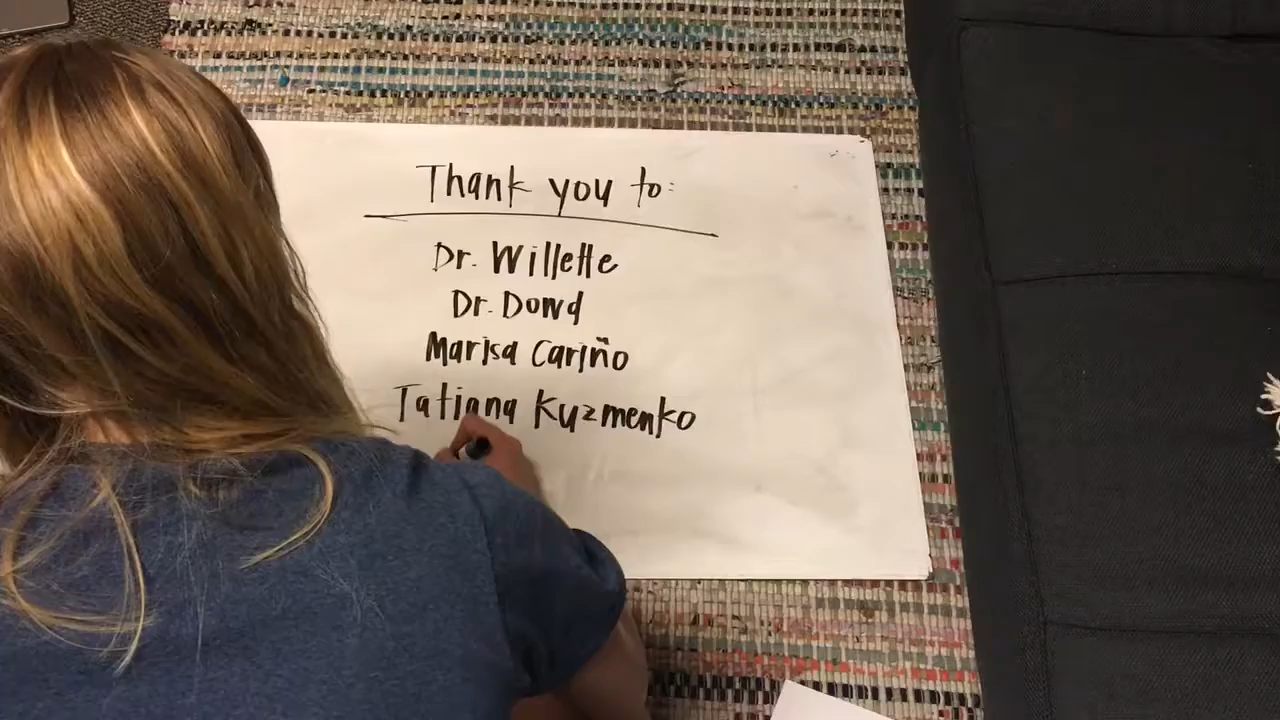 Thank you to:
Dr. Willette
Dr. Dowd
Marisa Cariño
Tatiana Kuzmenko